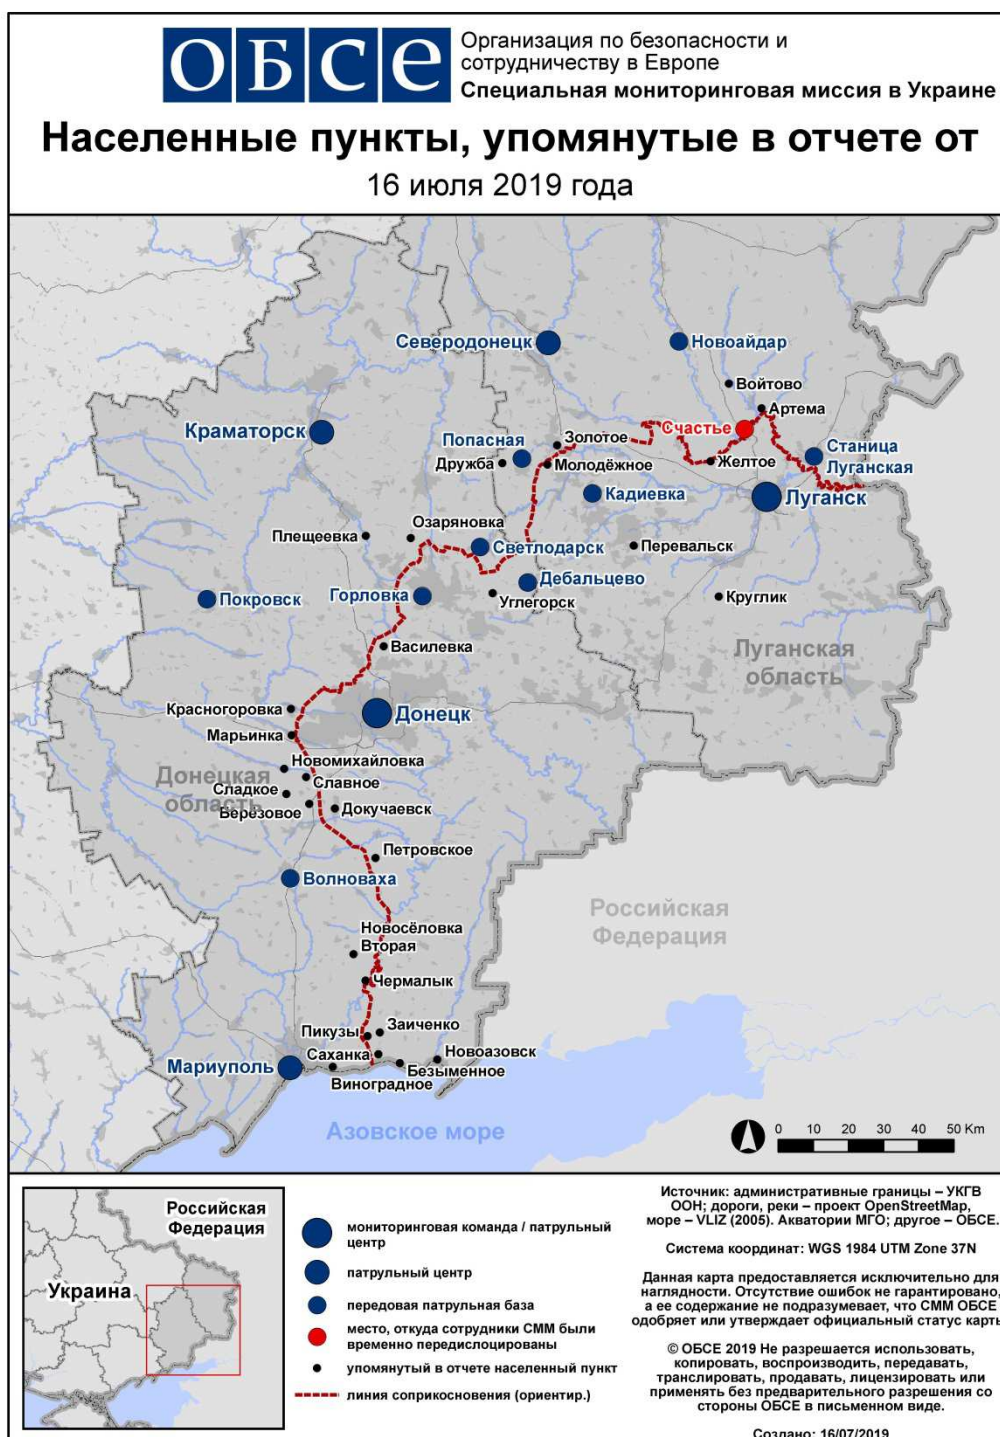 ОБСЕ
Организация по безопасности и
сотрудничеству в Европе
Специальная мониторинговая миссия в Украине
Населенные пункты, упомянутые в отчете от
16 июля 2019 года
Северодонецк
Новоайдар
Войтово
Артема
Краматорск
Счастье
Попасная
Золотое
Станица
Луганская
Дружба
Молодёжное
Желтое
Кадиевка
Луганск
Озаряновка
Плещеевка
Светлодарск
Перевальск
Дебальцево
Покровск
Горловка
Углегорск
Круглик
Василевка
Луганская
область
Красногоровка
Донецк
Марьинка
Новомихайловка
Донецкая
область
Славное
Сладкое
Берёзовое
Докучаевск
Петровское
Волноваха
Российская
Федерация
Новосёловка
Вторая
Чермалык
Пикузы
Заиченко
Саханка
Новоазовск
Мариуполь
Безыменное
Виноградное
Азовское море
0 10 20 30 40 50 Km
Российская
Федерация
Украина
мониторинговая команда / патрульный
центр
патрульный центр
передовая патрульная база
место, откуда сотрудники СММ были
временно передислоцированы
упомянутый в отчете населенный пункт
линия соприкосновения (ориентир.)
Источник: административные границы – УКГВ
ООН; дороги, реки – проект OpenStreetMap,
море – VLIZ (2005). Акватории МГО; другое – ОБСЕ.
Система координат: WGS 1984 UTM Zone 37N
Данная карта предоставляется исключительно для
наглядности. Отсутствие ошибок не гарантировано,
а ее содержание не подразумевает, что СММ ОБСЕ
одобряет или утверждает официальный статус карты
© ОБСЕ 2019 Не разрешается использовать,
копировать, воспроизводить, передавать,
транслировать, продавать, лицензировать или
применять без предварительного разрешения со
стороны ОБСЕ в письменном виде.
Создано: 16/07/2019